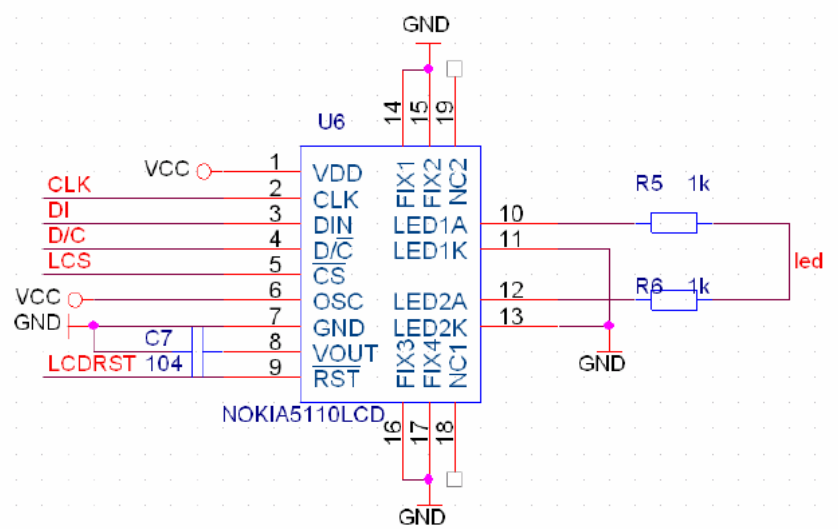 GND
14 15 19
U6
VCC 1 VDD FIX1 FIX2 NC2 R5 1k
CLK 2 CLK
DI 3 DIN LED1A 10
D/C 4 D/C LED1K 11
LCS 5 CS led
VCC 6 OSC LED2A 12 R6 1k
GND 7 GND LED2K 13
C7 8 VOUT FIX3 FIX4 NC1 GND
LCDRST 104 9 RST
NOKIA5110LCD
16 17 18
GND